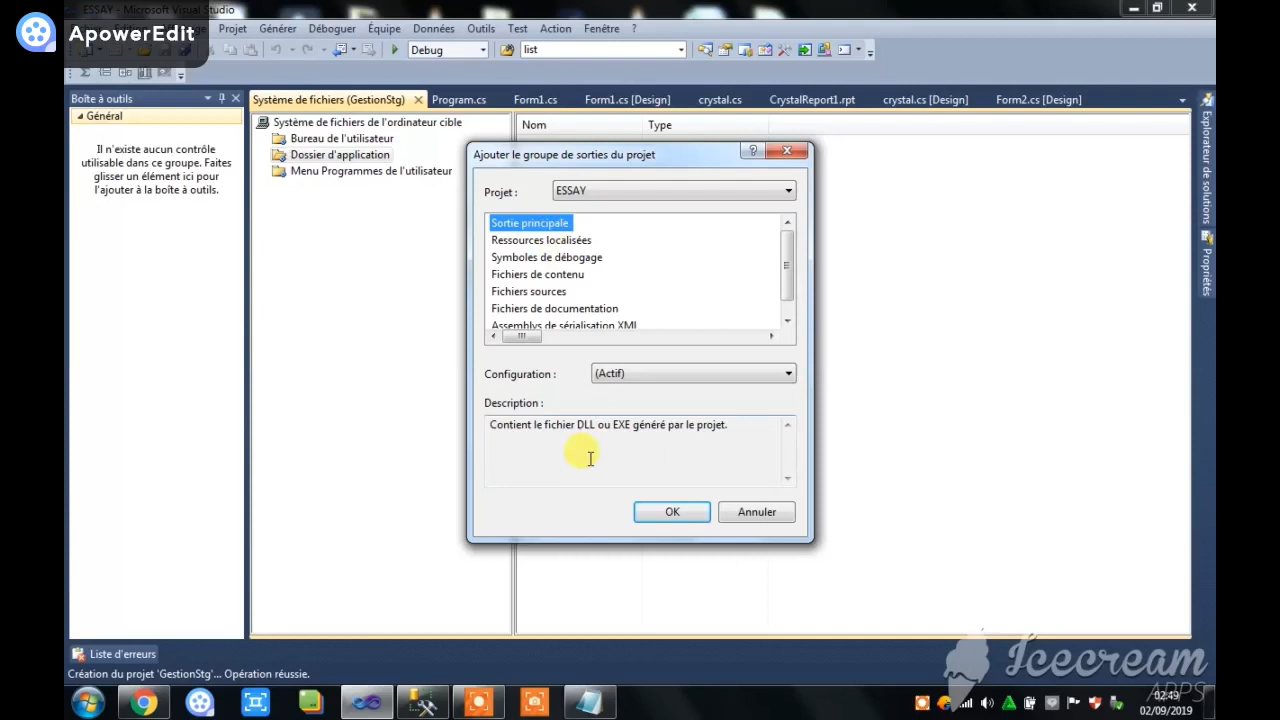 ESSAY - Microsoft Visual Studio
ApowerEdit
Projet Générer Déboguer Équipe Données Outils Test Action Fenêtre ?
Debug list
Boîte à outils
Général
Il n'existe aucun contrôle
utilisable dans ce groupe. Faites
glisser un élément ici pour
l'ajouter à la boîte à outils.
Système de fichiers (GestionStg) Program.cs Form1.cs Form1.cs [Design] crystal.cs CrystalReport1.rpt crystal.cs [Design] Form2.cs [Design]
Système de fichiers de l'ordinateur cible
Bureau de l'utilisateur
Dossier d'application
Menu Programmes de l'utilisateur
Nom Type
Ajouter le groupe de sorties du projet
Projet : ESSAY
Sortie principale
Ressources localisées
Symboles de débogage
Fichiers de contenu
Fichiers sources
Fichiers de documentation
Assemblys de sérialisation XML
Configuration : (Actif)
Description :
Contient le fichier DLL ou EXE généré par le projet.
OK Annuler
Explorateur de solutions
Propriétés
Liste d'erreurs
Création du projet 'GestionStg'... Opération réussie.
Icecream
APPS
02:49
02/09/2019